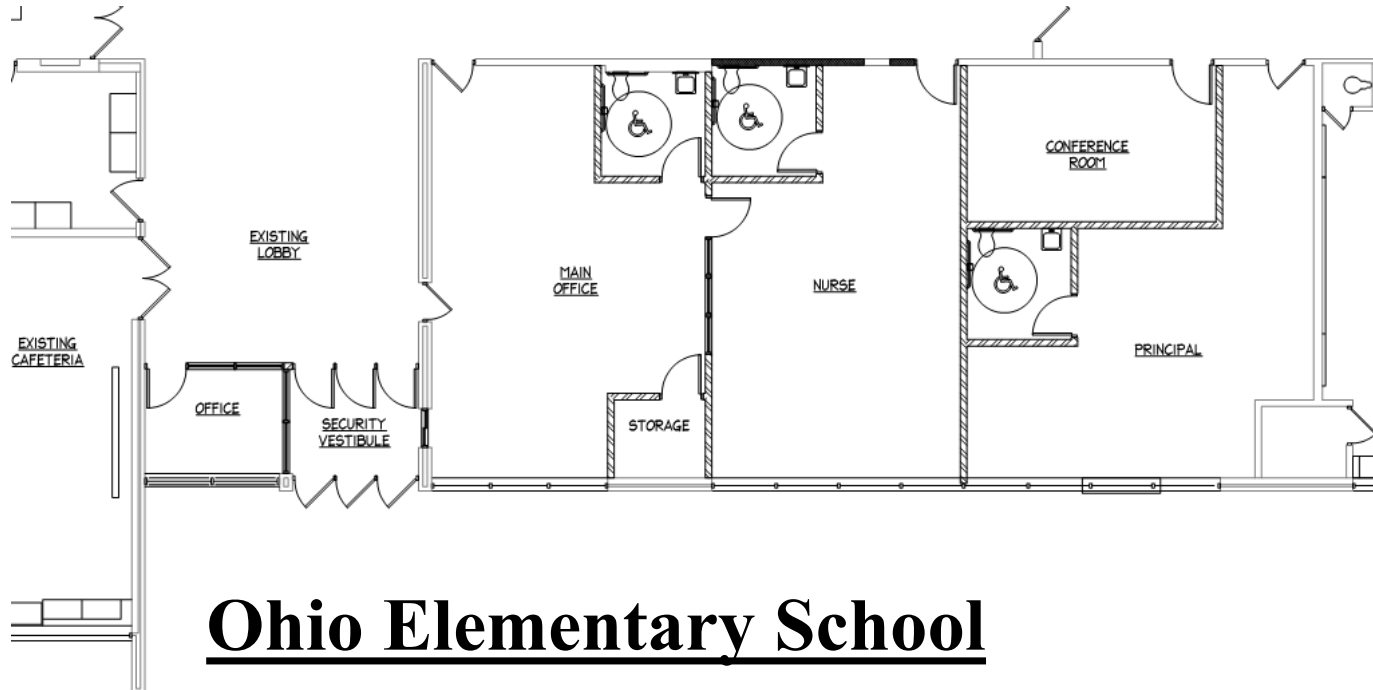 CONFERENCE
ROOM
EXISTING
LOBBY
MAIN
OFFICE
NURSE
EXISTING
CAFETERIA
PRINCIPAL
OFFICE
SECURITY
VESTIBULE
STORAGE
Ohio Elementary School